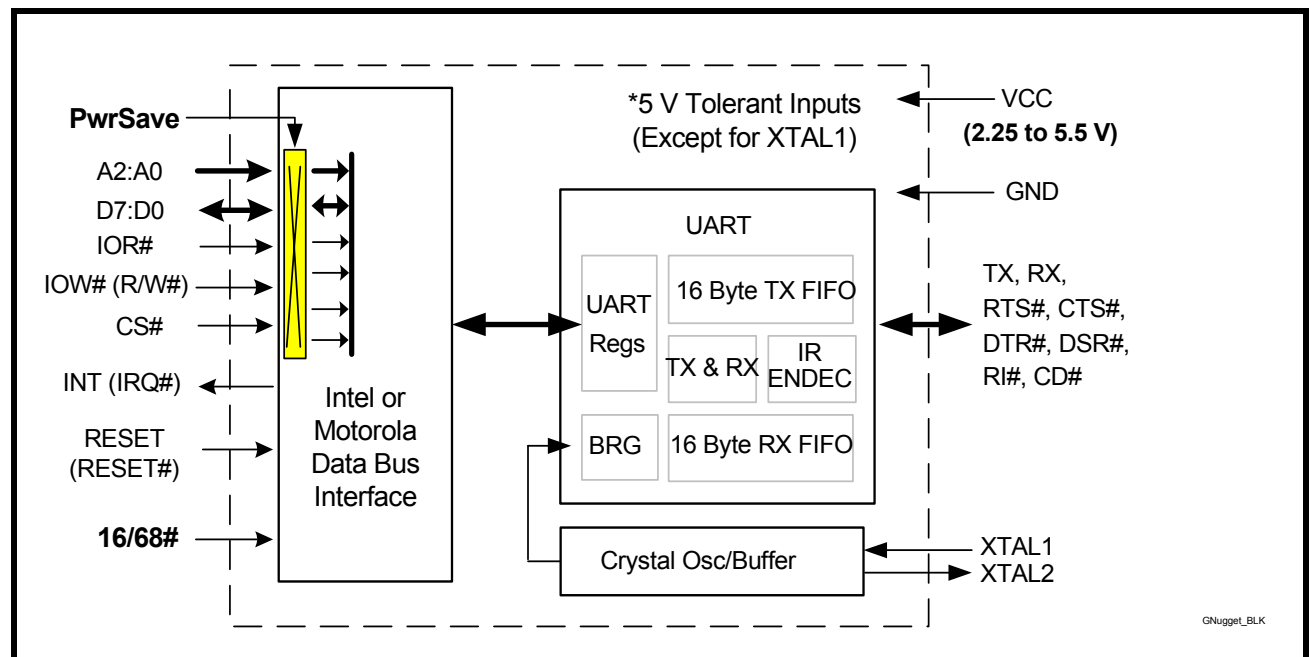 PwrSave
A2:A0
D7:D0
IOR#
IOW# (R/W#)
CS#
INT (IRQ#)
RESET
(RESET#)
16/68#
Intel or
Motorola
Data Bus
Interface
*5 V Tolerant Inputs
(Except for XTAL1)
UART
UART
Regs
16 Byte TX FIFO
TX & RX
IR
ENDEC
BRG
16 Byte RX FIFO
Crystal Osc/Buffer
VCC
(2.25 to 5.5 V)
GND
TX, RX,
RTS#, CTS#,
DTR#, DSR#,
RI#, CD#
XTAL1
XTAL2
GNugget_BLK